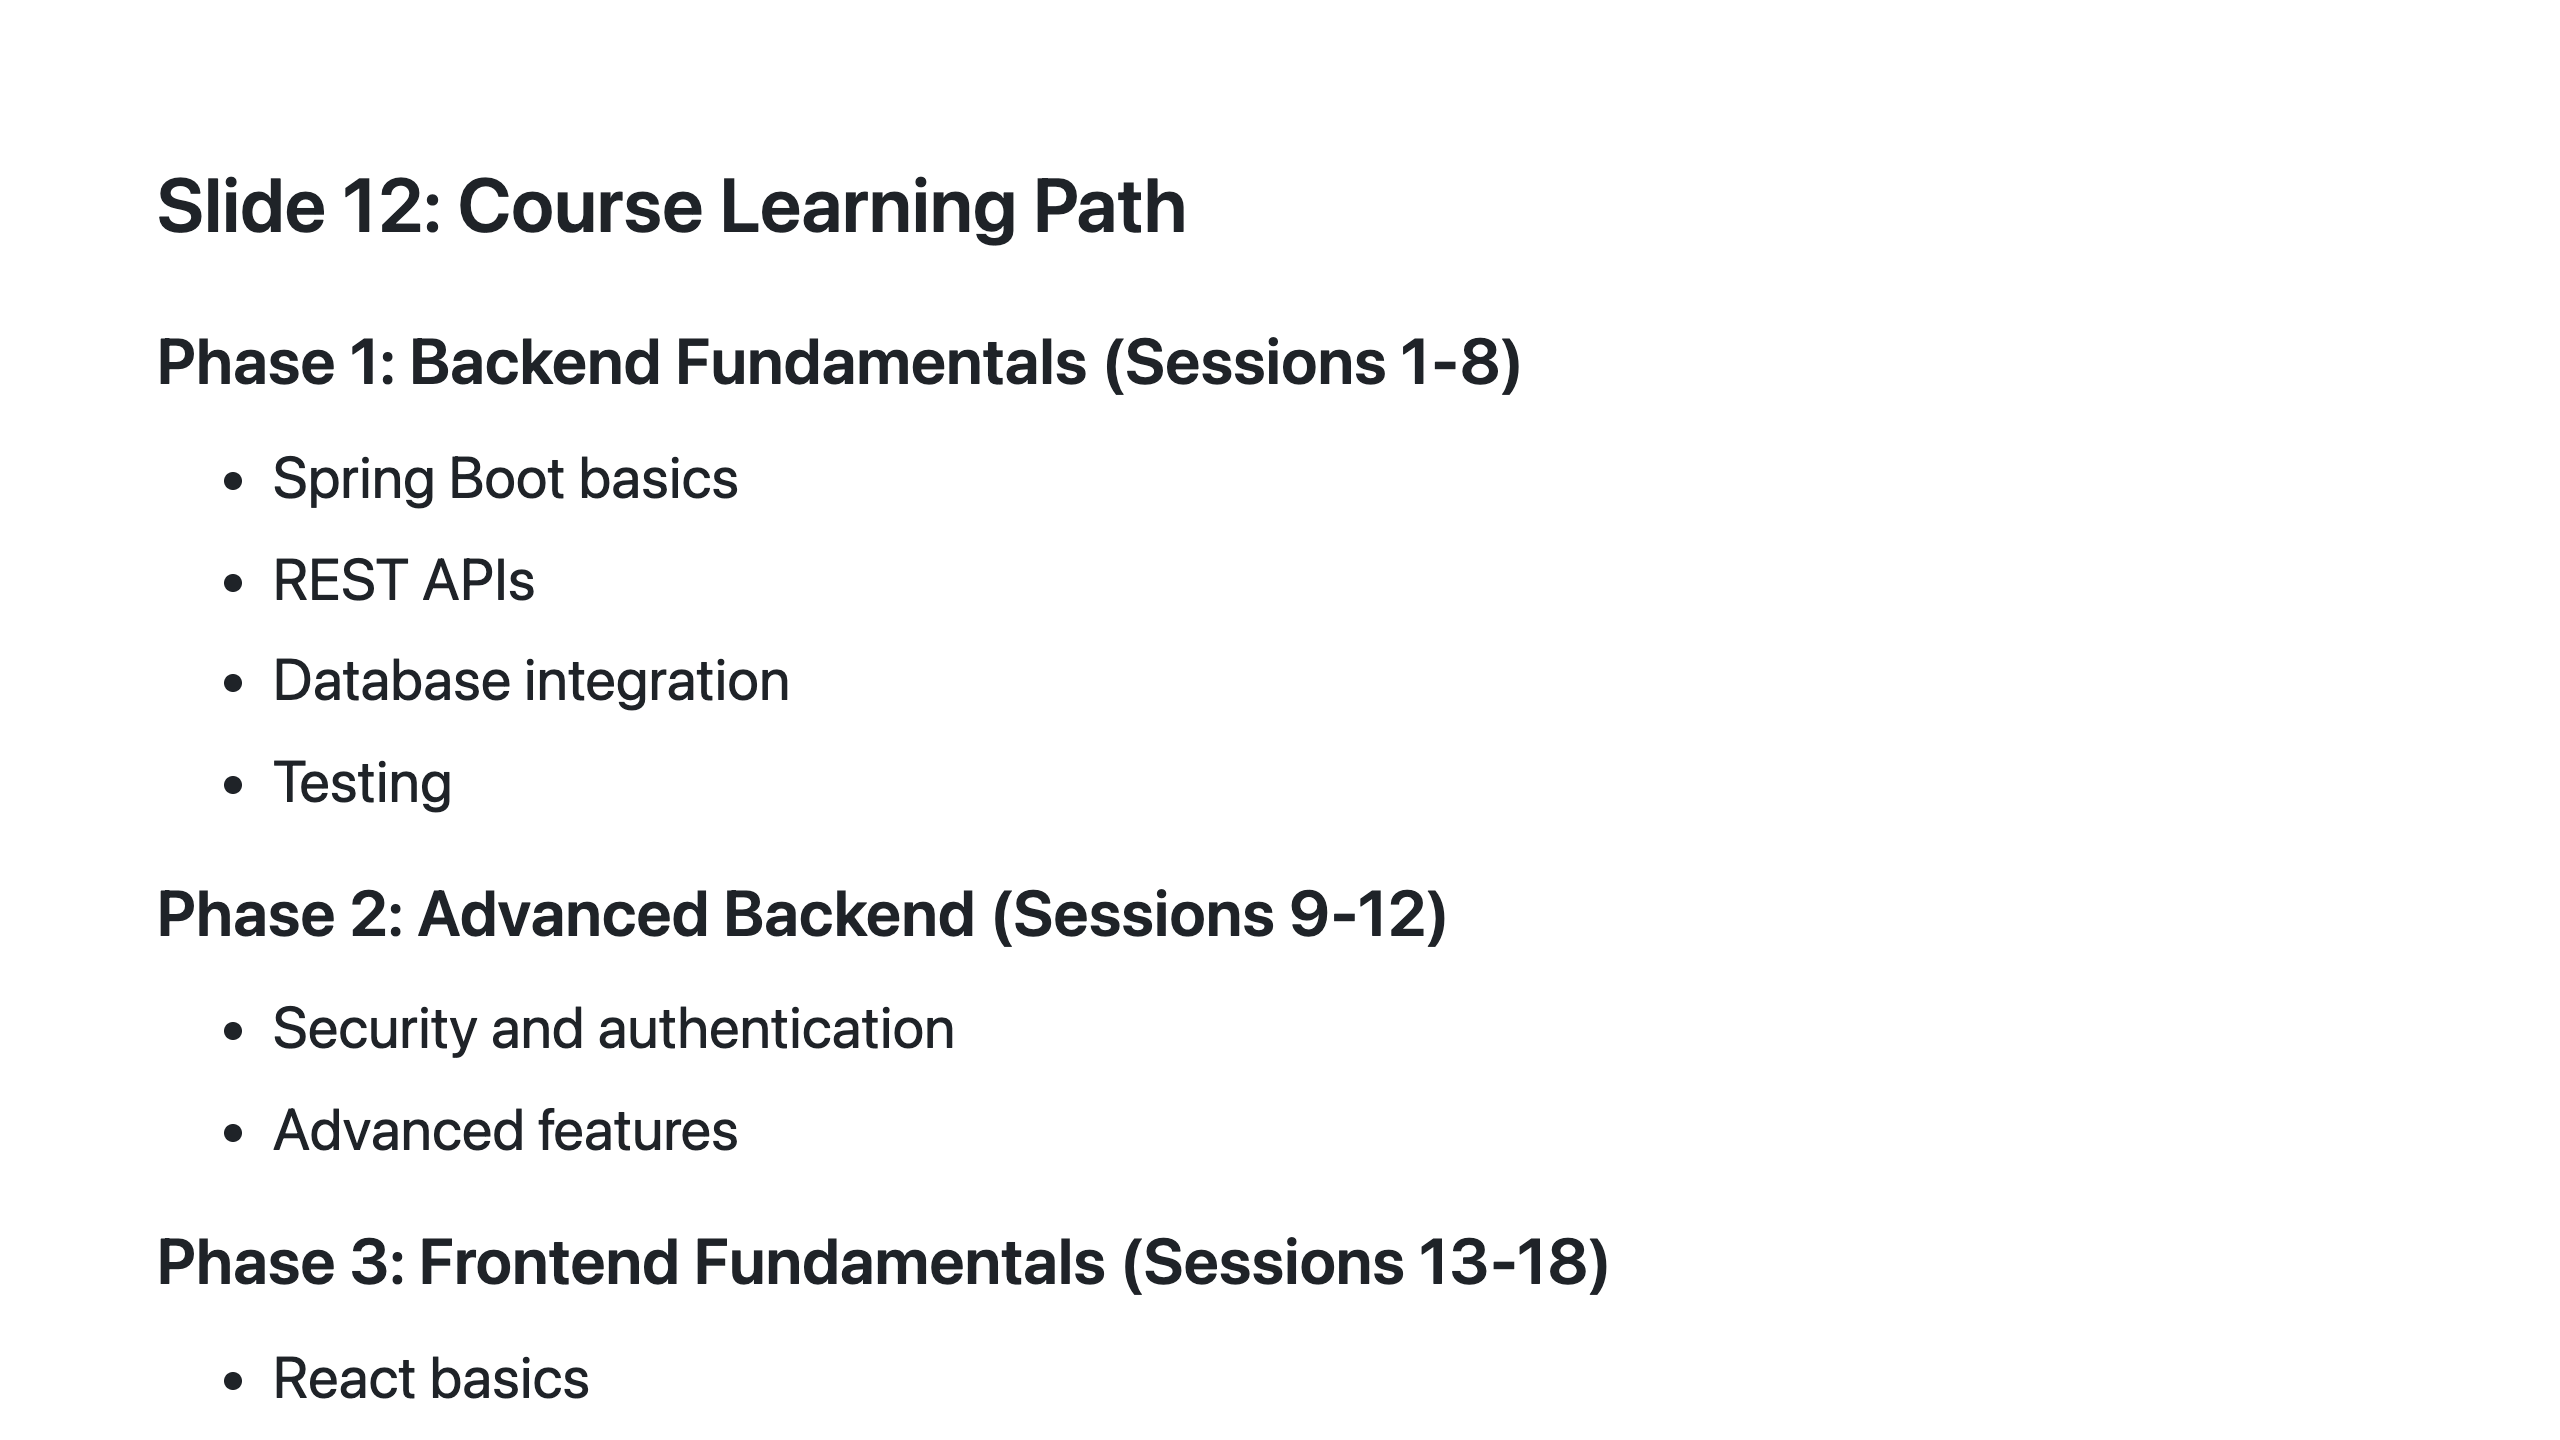 Slide 12: Course Learning Path
Phase 1: Backend Fundamentals (Sessions 1-8)
• Spring Boot basics
• REST APIs
• Database integration
• Testing
Phase 2: Advanced Backend (Sessions 9-12)
• Security and authentication
• Advanced features
Phase 3: Frontend Fundamentals (Sessions 13-18)
• React basics